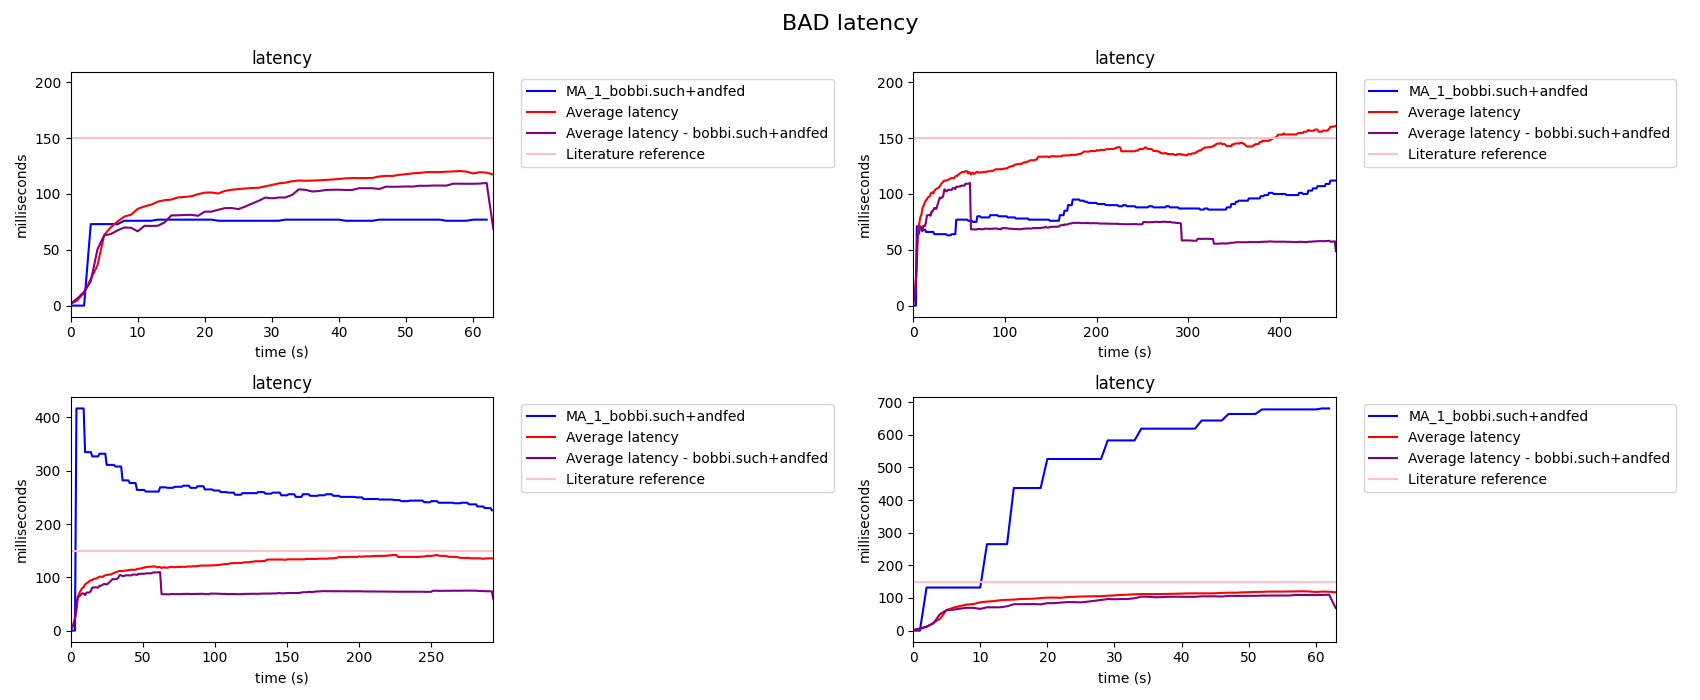 BAD latency
latency
200
150
100
50
0
milliseconds
0 10 20 30 40 50 60
time (s)
MA_1_bobbi.such+andfed
Average latency
Average latency - bobbi.such+andfed
Literature reference
latency
200
150
100
50
0
milliseconds
0 100 200 300 400
time (s)
MA_1_bobbi.such+andfed
Average latency
Average latency - bobbi.such+andfed
Literature reference
latency
400
300
200
100
0
milliseconds
0 50 100 150 200 250
time (s)
MA_1_bobbi.such+andfed
Average latency
Average latency - bobbi.such+andfed
Literature reference
latency
700
600
500
400
300
200
100
0
milliseconds
0 10 20 30 40 50 60
time (s)
MA_1_bobbi.such+andfed
Average latency
Average latency - bobbi.such+andfed
Literature reference